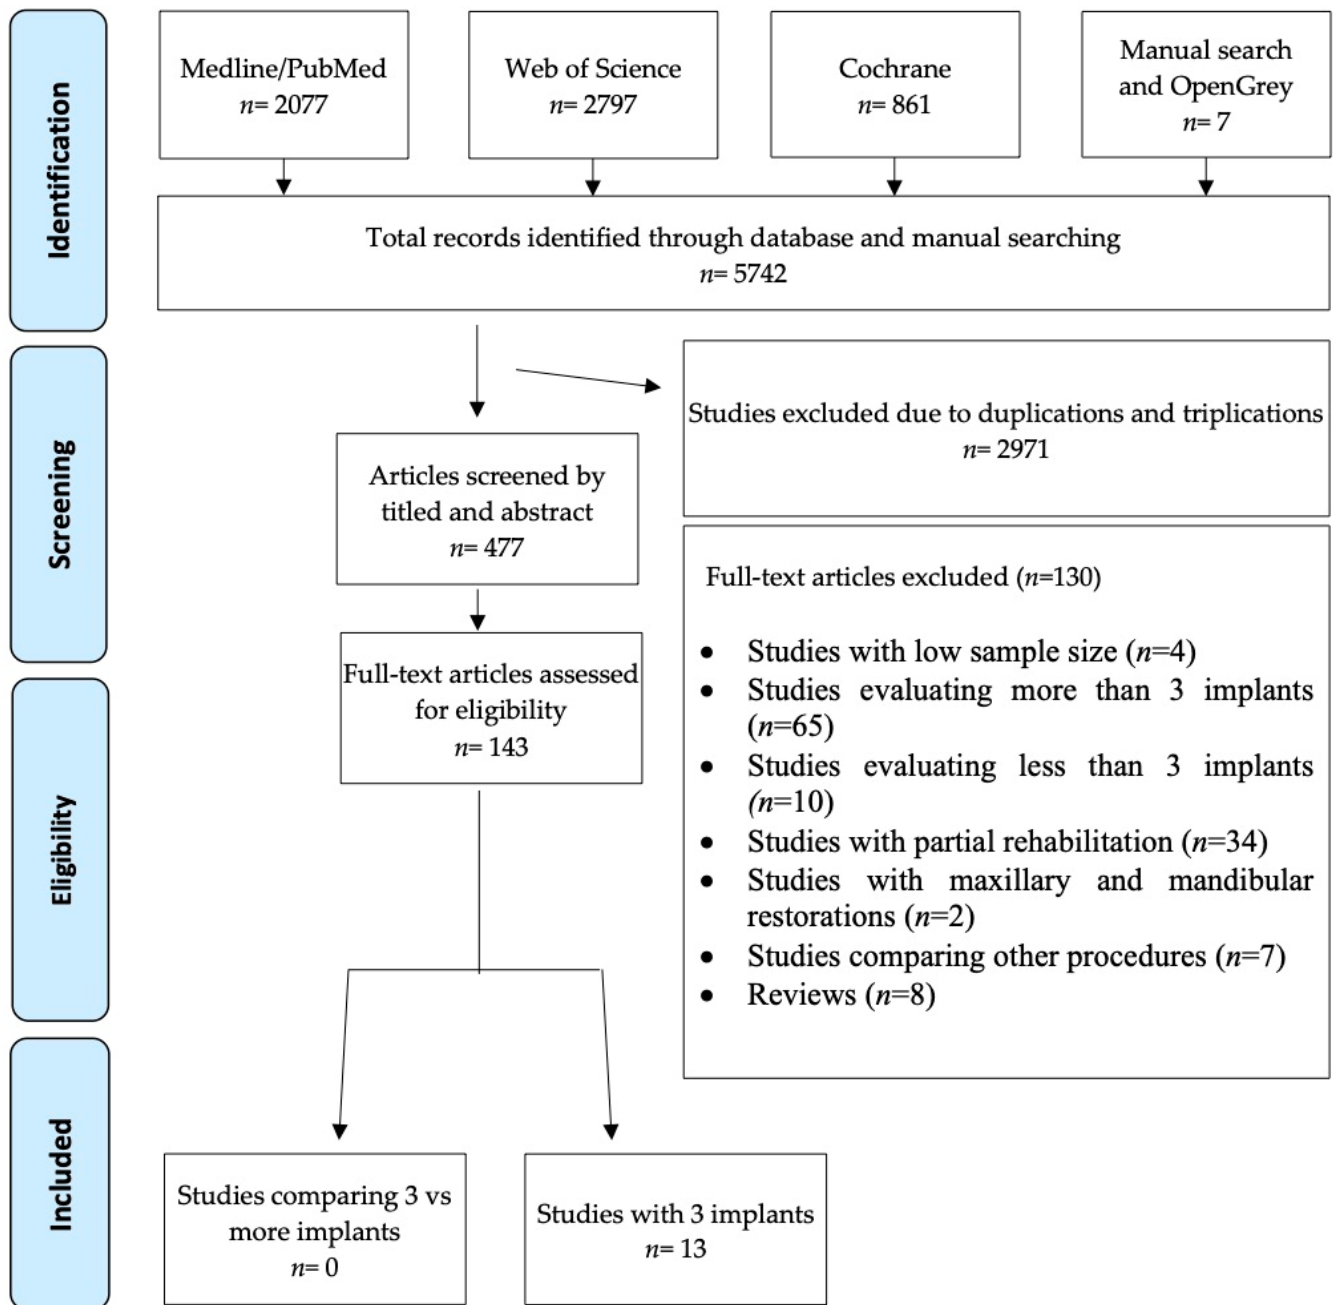 Identification
Medline/PubMed
n= 2077
Web of Science
n= 2797
Cochrane
n= 861
Manual search
and OpenGrey
n= 7
Total records identified through database and manual searching
n= 5742
Screening
Studies excluded due to duplications and triplications
n= 2971
Articles screened by
titled and abstract
n= 477
Full-text articles excluded (n=130)
• Studies with low sample size (n=4)
• Studies evaluating more than 3 implants
(n=65)
• Studies evaluating less than 3 implants
(n=10)
• Studies with partial rehabilitation (n=34)
• Studies with maxillary and mandibular
restorations (n=2)
• Studies comparing other procedures (n=7)
• Reviews (n=8)
Eligibility
Full-text articles assessed
for eligibility
n= 143
Included
Studies comparing 3 vs
more implants
n= 0
Studies with 3 implants
n= 13